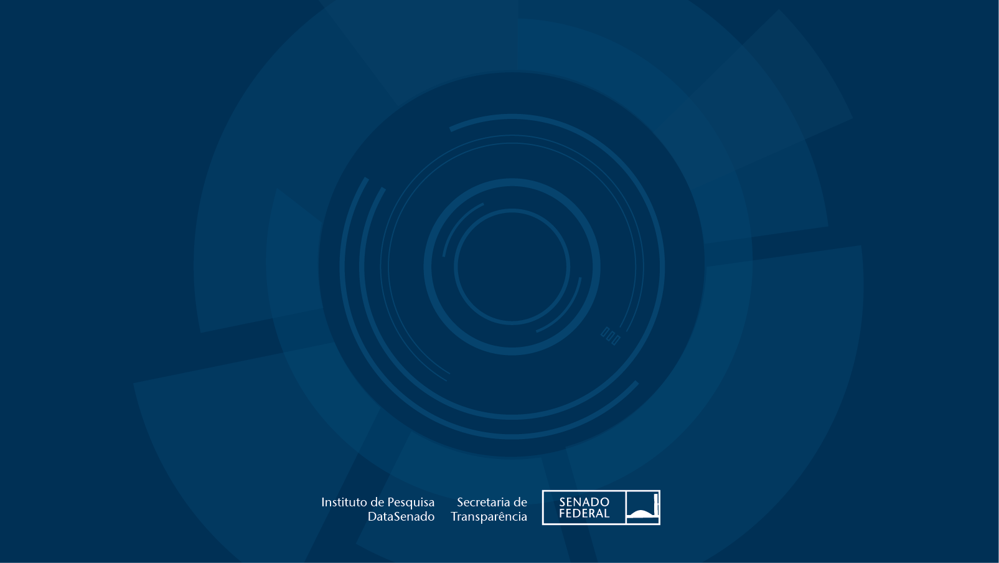 Instituto de Pesquisa
DataSenado
Secretaria de
Transparência
SENADO
FEDERAL